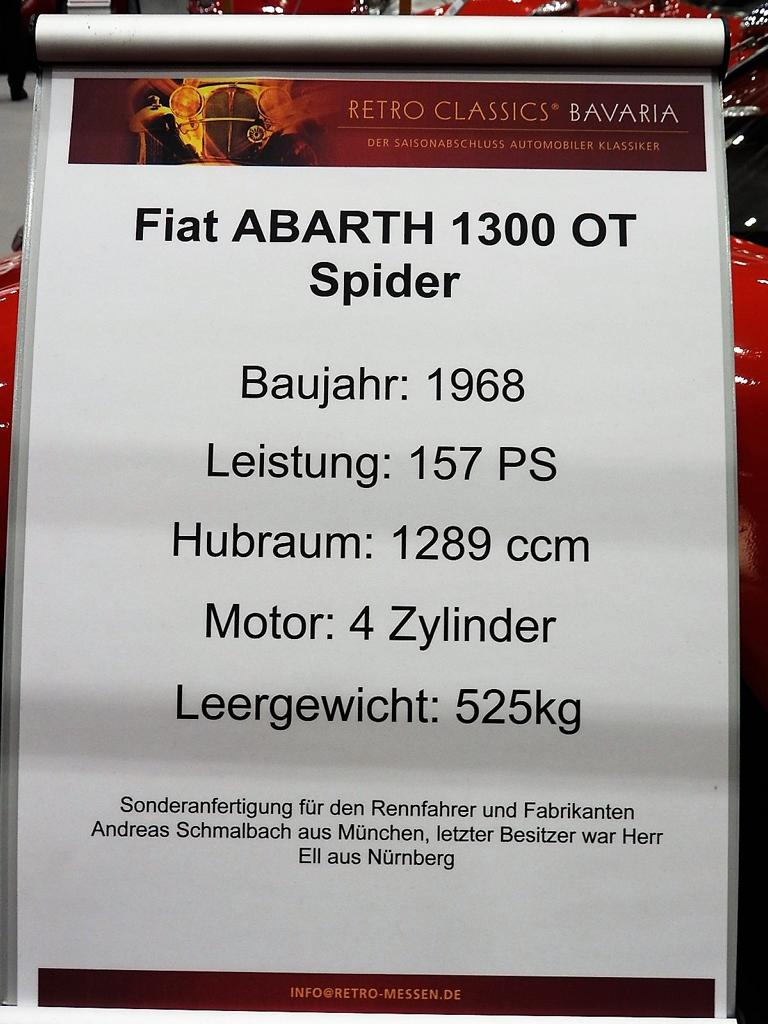 RETRO CLASSICS® BAVARIA
DER SAISONABSCHLUSS AUTOMOBILER KLASSIKER
Fiat ABARTH 1300 OT
Spider
Baujahr: 1968
Leistung: 157 PS
Hubraum: 1289 ccm
Motor: 4 Zylinder
Leergewicht: 525kg
Sonderanfertigung für den Rennfahrer und Fabrikanten
Andreas Schmalbach aus München, letzter Besitzer war Herr
Ell aus Nürnberg
INFO@RETRO-MESSEN.DE